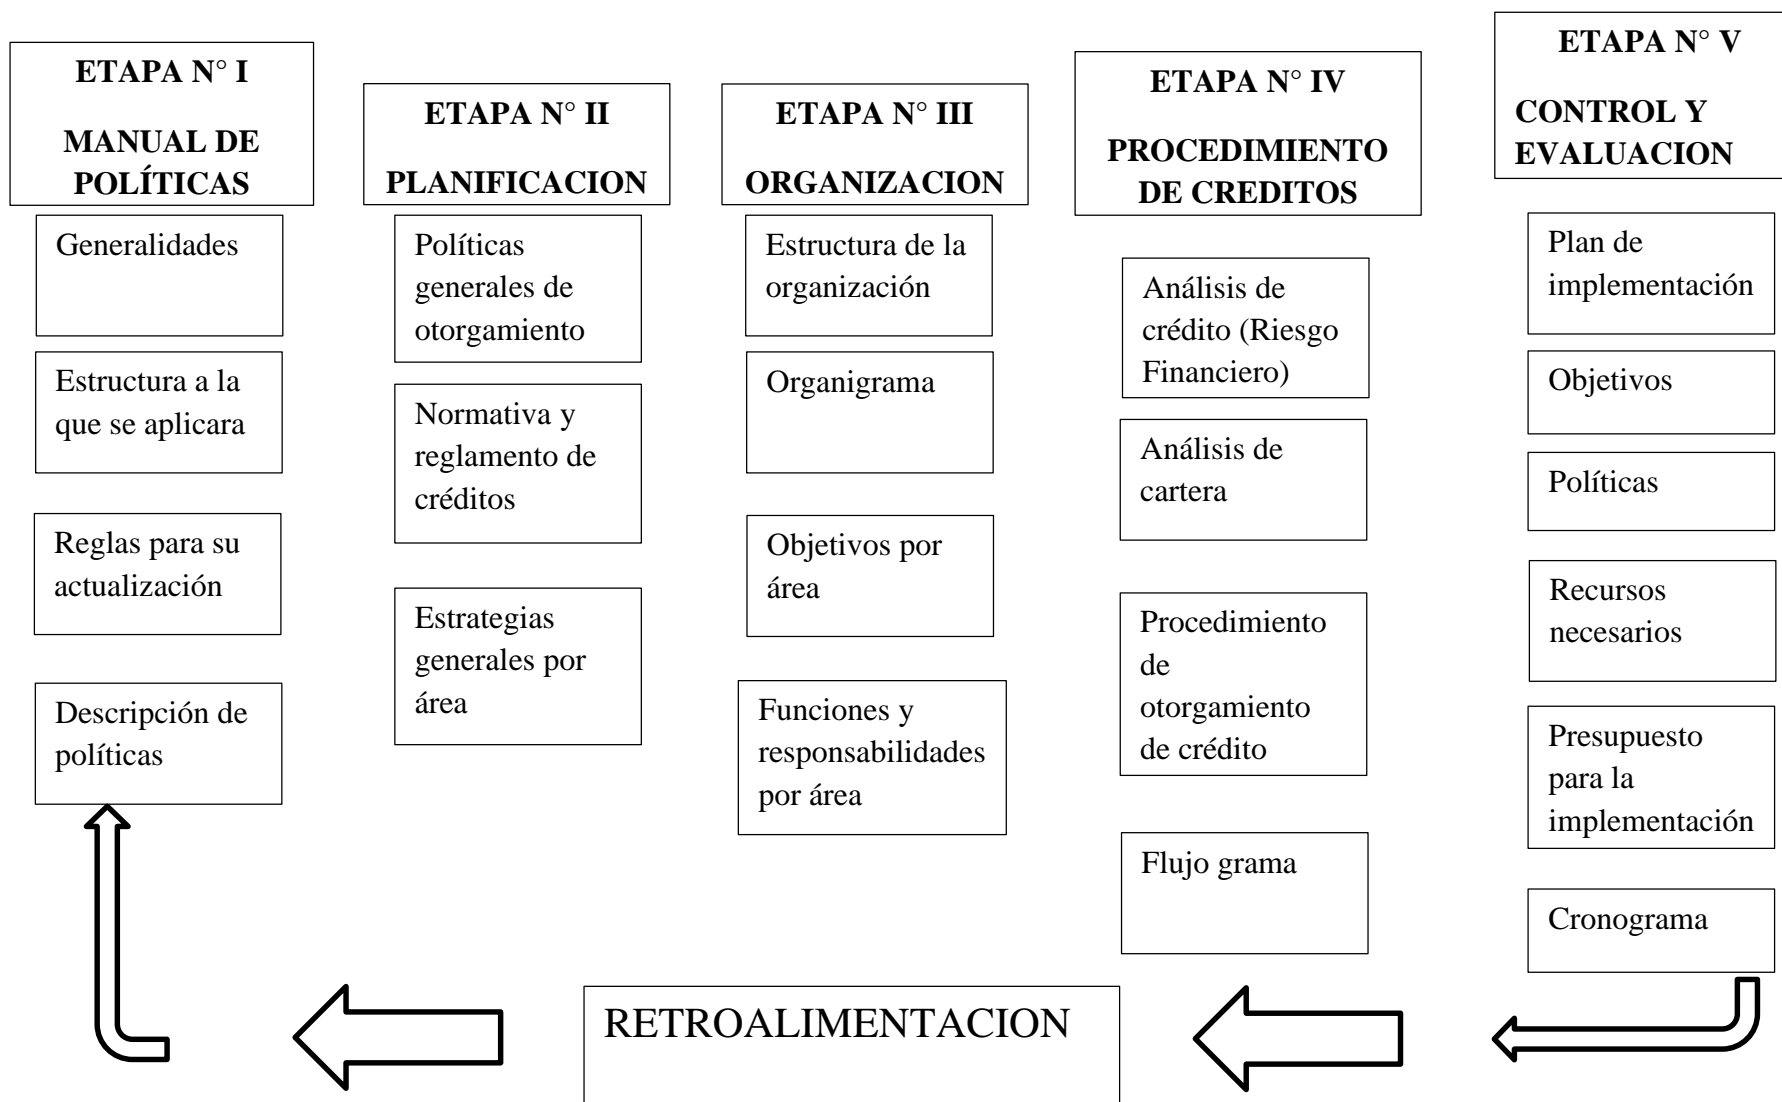 ETAPA N° I
MANUAL DE
POLÍTICAS
Generalidades
Estructura a la
que se aplicara
Reglas para su
actualización
Descripción de
políticas
ETAPA N° II
PLANIFICACION
Políticas
generales de
otorgamiento
Normativa y
reglamento de
créditos
Estrategias
generales por
área
ETAPA N° III
ORGANIZACION
Estructura de la
organización
Organigrama
Objetivos por
área
Funciones y
responsabilidades
por área
ETAPA N° IV
PROCEDIMIENTO
DE CREDITOS
Análisis de
crédito (Riesgo
Financiero)
Análisis de
cartera
Procedimiento
de
otorgamiento
de crédito
Flujo grama
ETAPA N° V
CONTROL Y
EVALUACION
Plan de
implementación
Objetivos
Políticas
Recursos
necesarios
Presupuesto
para la
implementación
Cronograma
RETROALIMENTACION